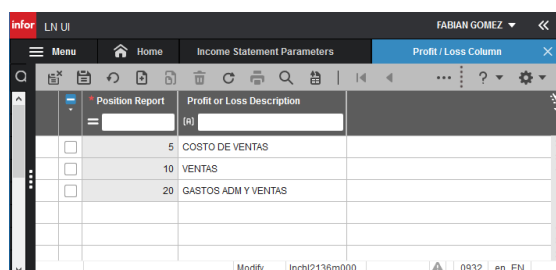 infor LN UI FABIAN GOMEZ
Menu Home Income Statement Parameters Profit / Loss Column
* Position Report Profit or Loss Description
= [A]
5 COSTO DE VENTAS
10 VENTAS
20 GASTOS ADM Y VENTAS
Modify lnchl2136m000 0932 en_EN